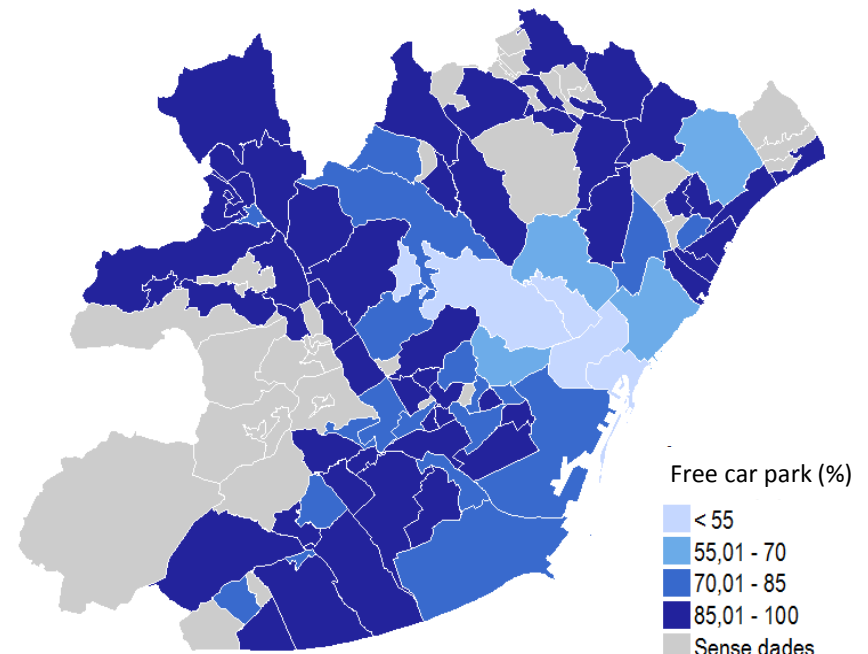 Free car park (%)
< 55
55,01 - 70
70,01 - 85
85,01 - 100
Sense dades